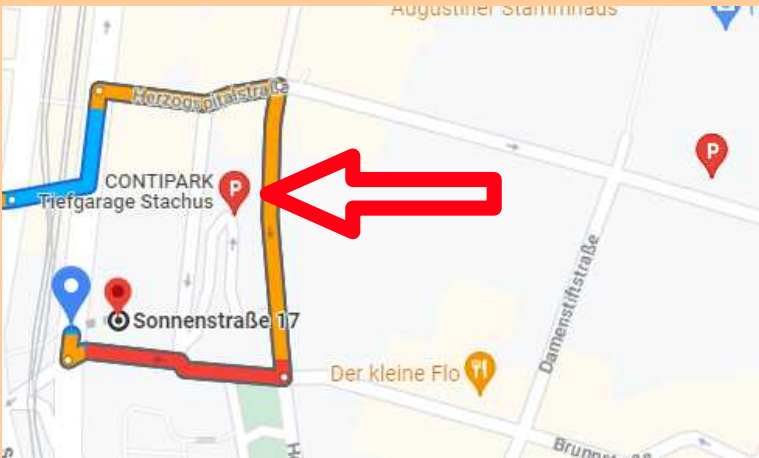 Augustiner Stammhaus
Herzogspitalstraße
P
CONTIPARK
Tiefgarage Stachus
P
Damenstiftstraße
Sonnenstraße 17
Der kleine Flo